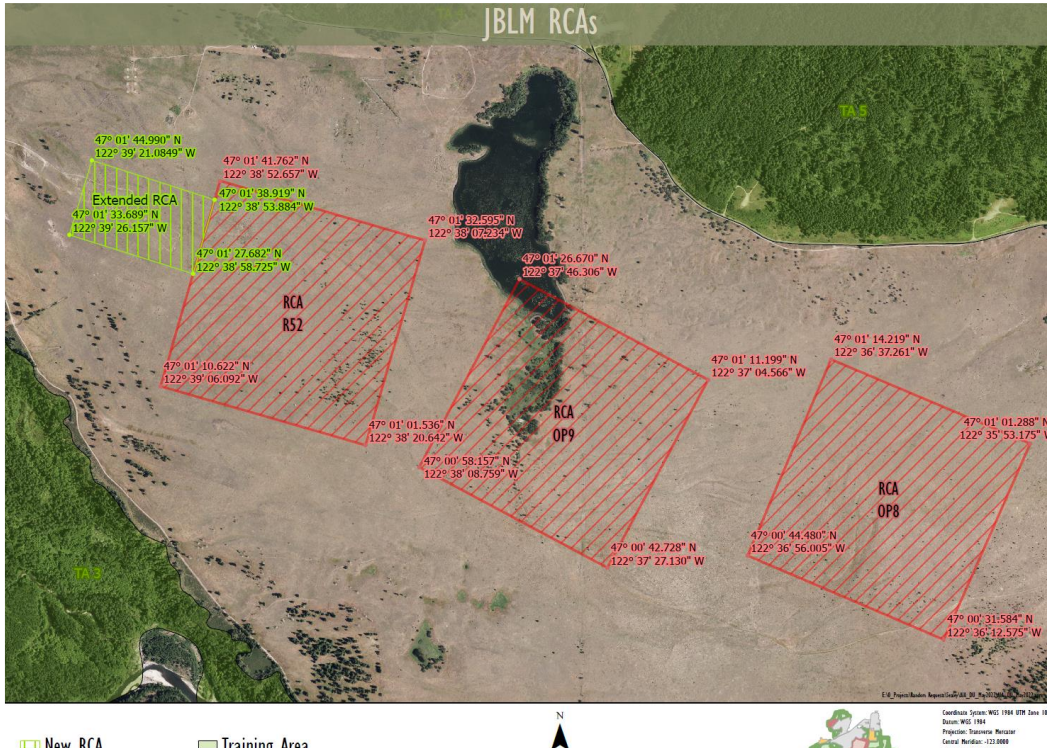 JBLM RCAs
TA 5
47° 01' 44.990" N
122° 39' 21.0849" W
47° 01' 41.762" N
122° 38' 52.657" W
Extended RCA
47° 01' 38.919" N
122° 38' 53.884" W
47° 01' 33.689" N
122° 39' 26.157" W
47° 01' 32.595" N
122° 38' 07.234" W
47° 01' 27.682" N
122° 38' 58.725" W
47° 01' 26.670" N
122° 37' 46.306" W
RCA
R52
47° 01' 14.219" N
122° 36' 37.261" W
47° 01' 11.199" N
122° 37' 04.566" W
47° 01' 10.622" N
122° 39' 06.092" W
RCA
OP9
47° 01' 01.536" N
122° 38' 20.642" W
47° 01' 01.288" N
122° 35' 53.175" W
47° 00' 58.157" N
122° 38' 08.759" W
RCA
OP8
47° 00' 44.480" N
122° 36' 56.005" W
47° 00' 42.728" N
122° 37' 27.130" W
TA 3
47° 00' 31.584" N
122° 36' 12.575" W
N
New RCA
Training Area
Coordinate System: WGS 1984 UTM Zone 10
Datum: WGS 1984
Projection: Transverse Mercator
Central Meridian: -123.0000